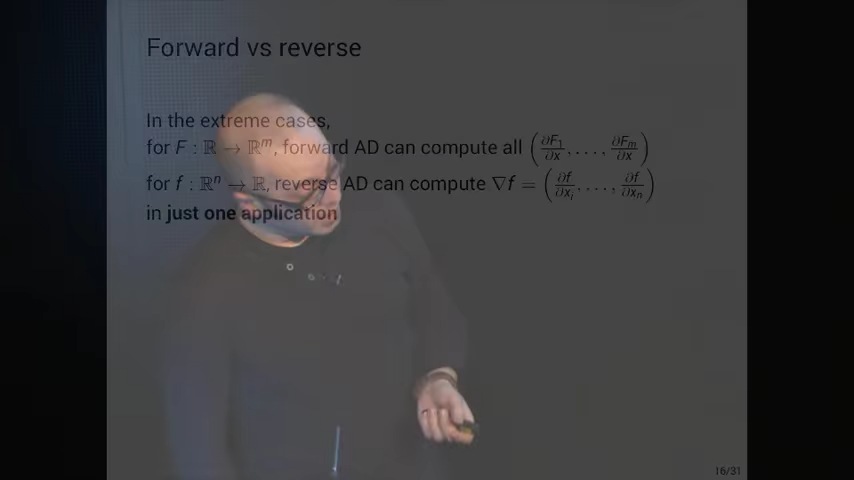 Forward vs reverse
In the extreme cases,
for F : ℝ → ℝᵐ, forward AD can compute all (∂F₁/∂x, . . . , ∂Fₘ/∂x)
for f : ℝⁿ → ℝ, reverse AD can compute ∇f = (∂f/∂xᵢ, . . . , ∂f/∂xₙ)
in just one application
16/31